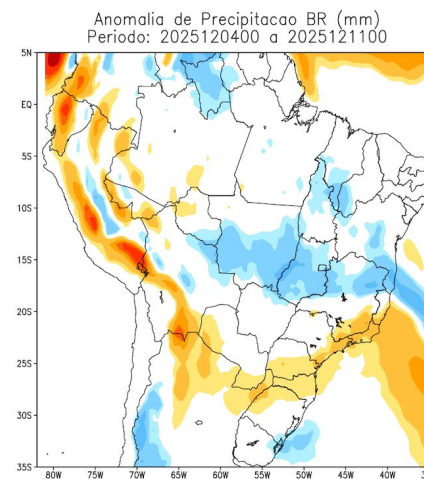 Anomalia de Precipitacao BR (mm)
Periodo: 2025120400 a 2025121100
5N
EQ
5S
10S
15S
20S
25S
30S
35S
80W 75W 70W 65W 60W 55W 50W 45W 40W 35